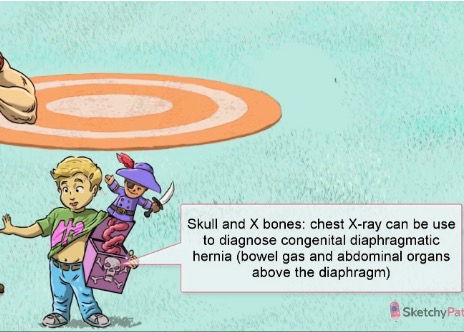 Skull and X bones: chest X-ray can be use
to diagnose congenital diaphragmatic
hernia (bowel gas and abdominal organs
above the diaphragm)
SketchyPat